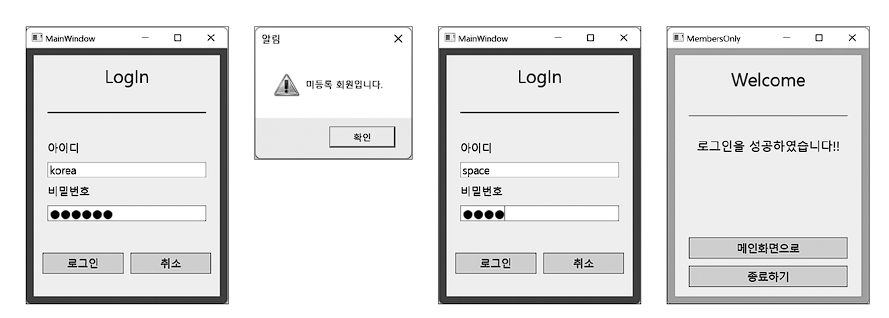 MainWindow
LogIn
아이디
korea
비밀번호
●●●●●●
로그인 취소
알림
미등록 회원입니다.
확인
MainWindow
LogIn
아이디
space
비밀번호
●●●●
로그인 취소
MembersOnly
Welcome
로그인을 성공하였습니다!!
메인화면으로
종료하기